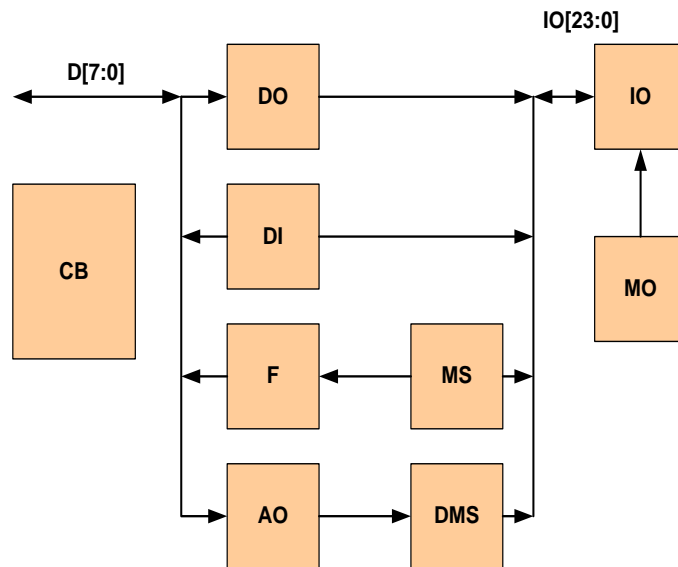 IO[23:0]
D[7:0]
DO
IO
DI
CB
MO
F
MS
AO
DMS